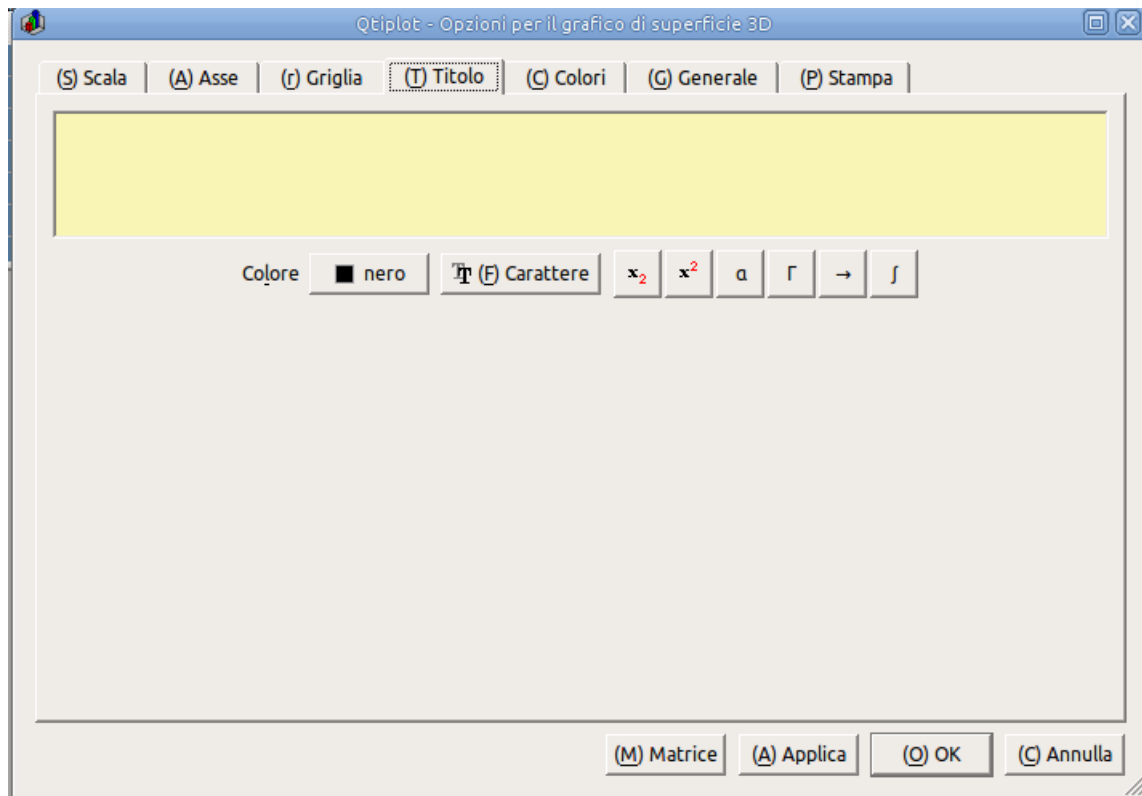 Qtiplot - Opzioni per il grafico di superficie 3D
(S) Scala (A) Asse (r) Griglia (T) Titolo (C) Colori (G) Generale (P) Stampa
Colore nero (F) Carattere x₂ x² α Γ → ∫
(M) Matrice (A) Applica (O) OK (C) Annulla